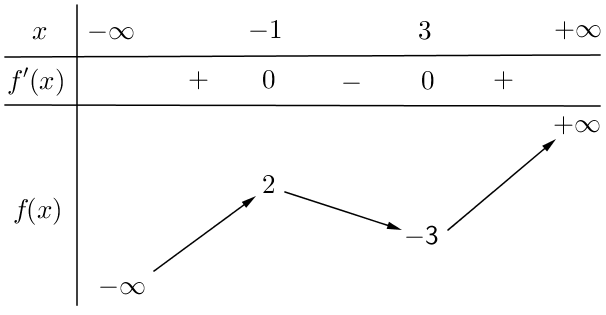 x −∞ −1 3 +∞
f′(x) + 0 − 0 +
+∞
2
f(x)
−3
−∞